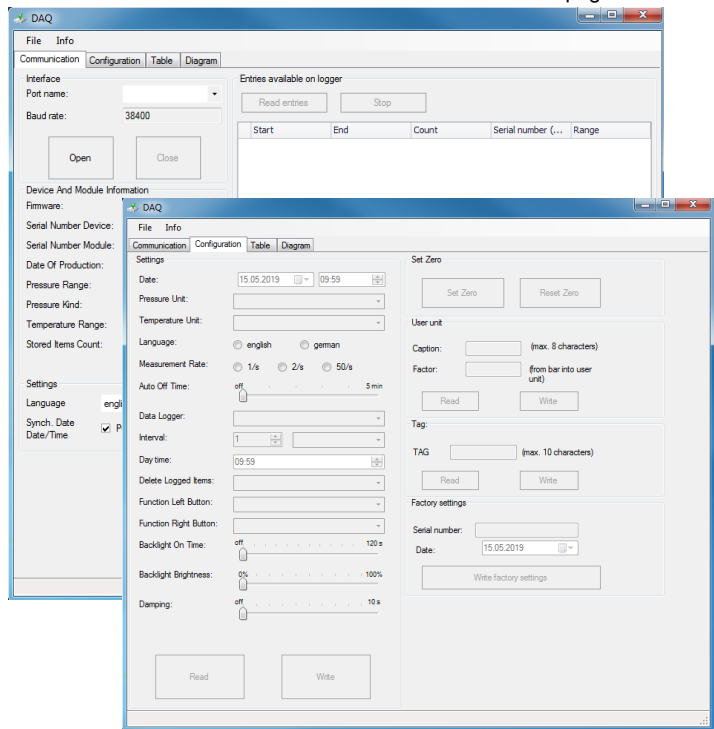 DAQ
File Info
Communication Configuration Table Diagram
Interface
Port name:
Baud rate: 38400
Open Close
Entries available on logger
Read entries Stop
Start End Count Serial number (... Range
Device And Module Information
Firmware:
Serial Number Device:
Serial Number Module:
Date Of Production:
Pressure Range:
Pressure Kind:
Temperature Range:
Stored Items Count:
Settings
Language
Synch. Date
Date/Time
DAQ
File Info
Communication Configuration Table Diagram
Settings
Date: 15.05.2019 09:59
Pressure Unit:
Temperature Unit:
Language: english german
Measurement Rate: 1/s 2/s 50/s
Auto Off Time: off 5 min
Data Logger:
Interval: 1
Day time: 09:59
Delete Logged Items:
Function Left Button:
Function Right Button:
Backlight On Time: off 120 s
Backlight Brightness: 0% 100%
Damping: off 10 s
Read Write
Set Zero
Set Zero Reset Zero
User unit
Caption: (max. 8 characters)
Factor: (from bar into user
unit)
Read Write
Tag:
TAG (max. 10 characters)
Read Write
Factory settings
Serial number:
Date: 15.05.2019
Write factory settings